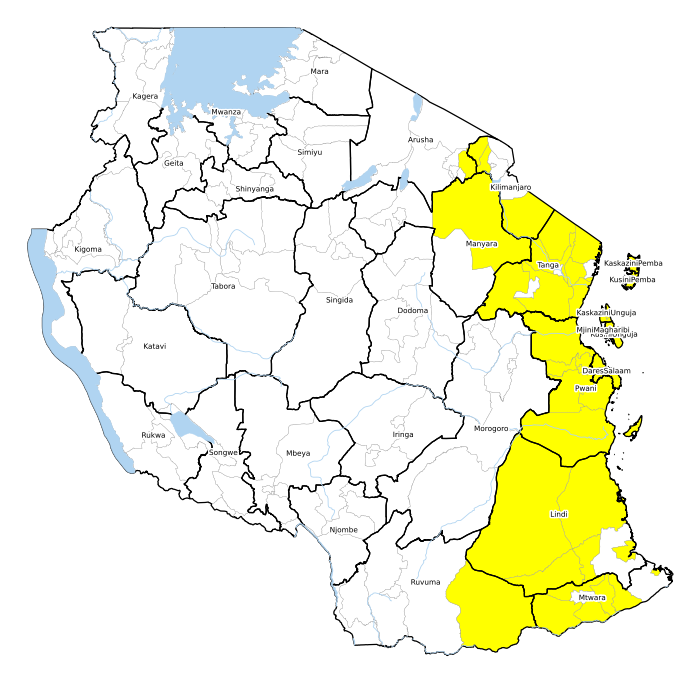 Mara
Kagera
Mwanza
Arusha
Simiyu
Geita
Shinyanga
Kilimanjaro
Manyara
Kigoma
Tanga
KaskaziniPemba
KusiniPemba
Tabora
Singida
Dodoma
KaskaziniUnguja
MjiniMagharibi
KusiniUnguja
Katavi
DaresSalaam
Pwani
Morogoro
Rukwa
Iringa
Songwe
Mbeya
Lindi
Njombe
Ruvuma
Mtwara